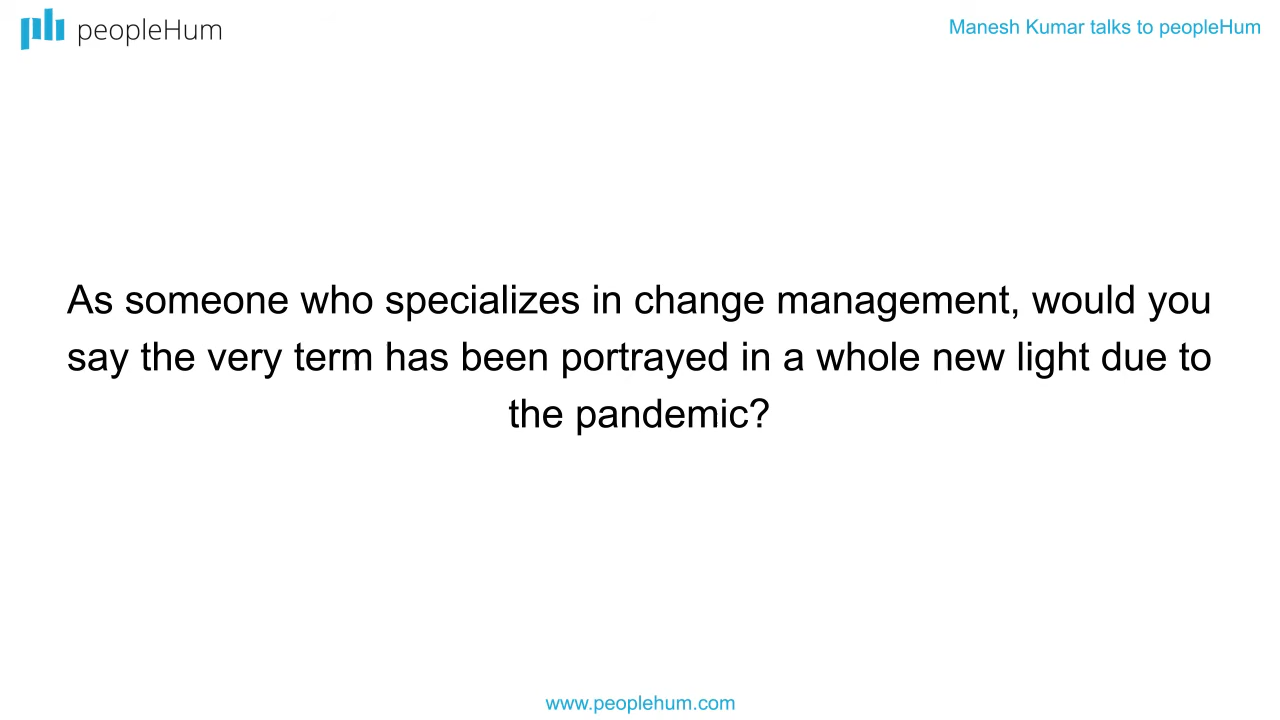 peopleHum
Manesh Kumar talks to peopleHum
As someone who specializes in change management, would you
say the very term has been portrayed in a whole new light due to
the pandemic?
www.peoplehum.com